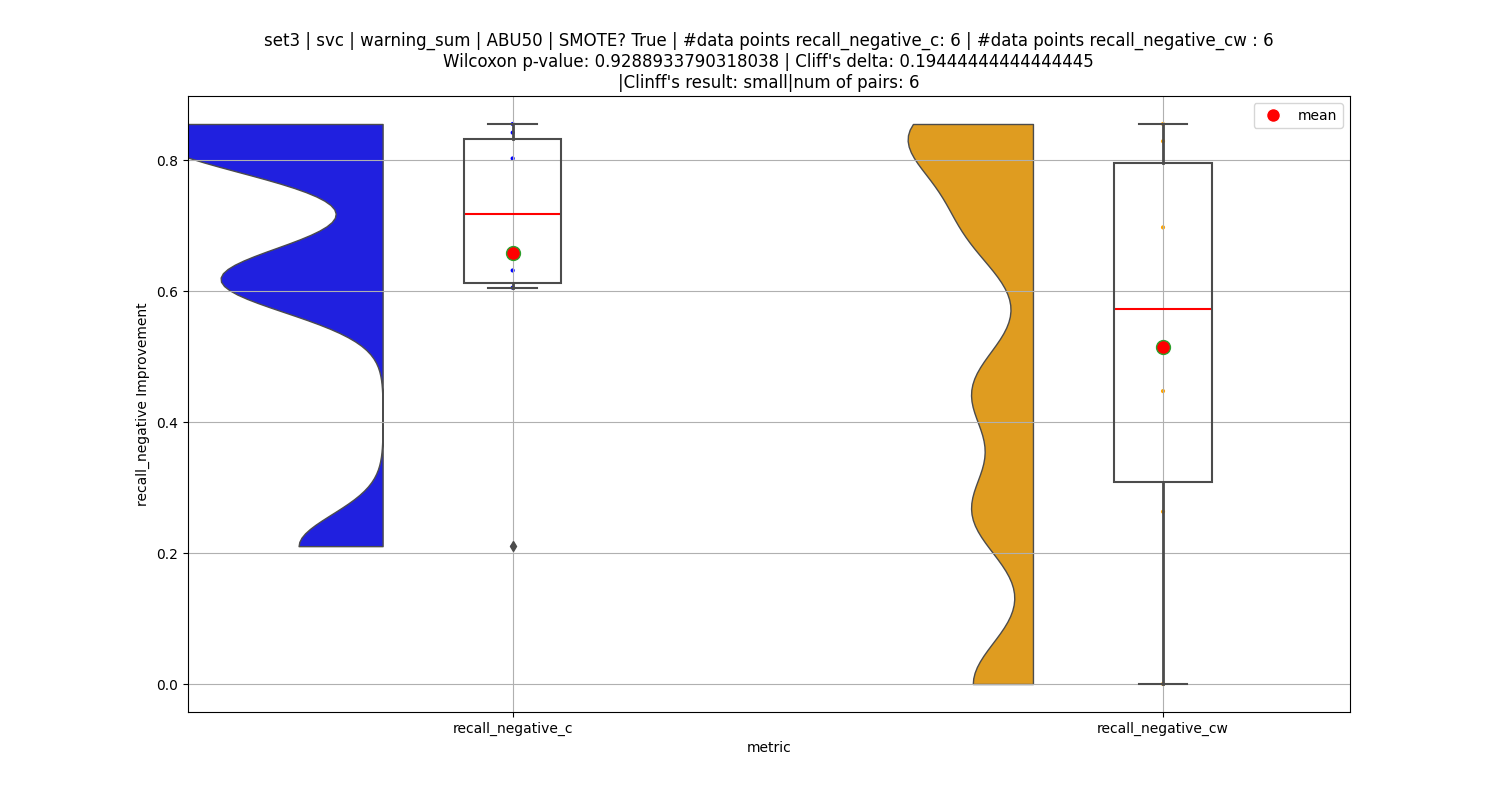 set3 | svc | warning_sum | ABU50 | SMOTE? True | #data points recall_negative_c: 6 | #data points recall_negative_cw : 6
Wilcoxon p-value: 0.9288933790318038 | Cliff's delta: 0.19444444444444445
|Clinff's result: small|num of pairs: 6
mean
0.8
0.6
0.4
0.2
0.0
recall_negative Improvement
recall_negative_c
recall_negative_cw
metric